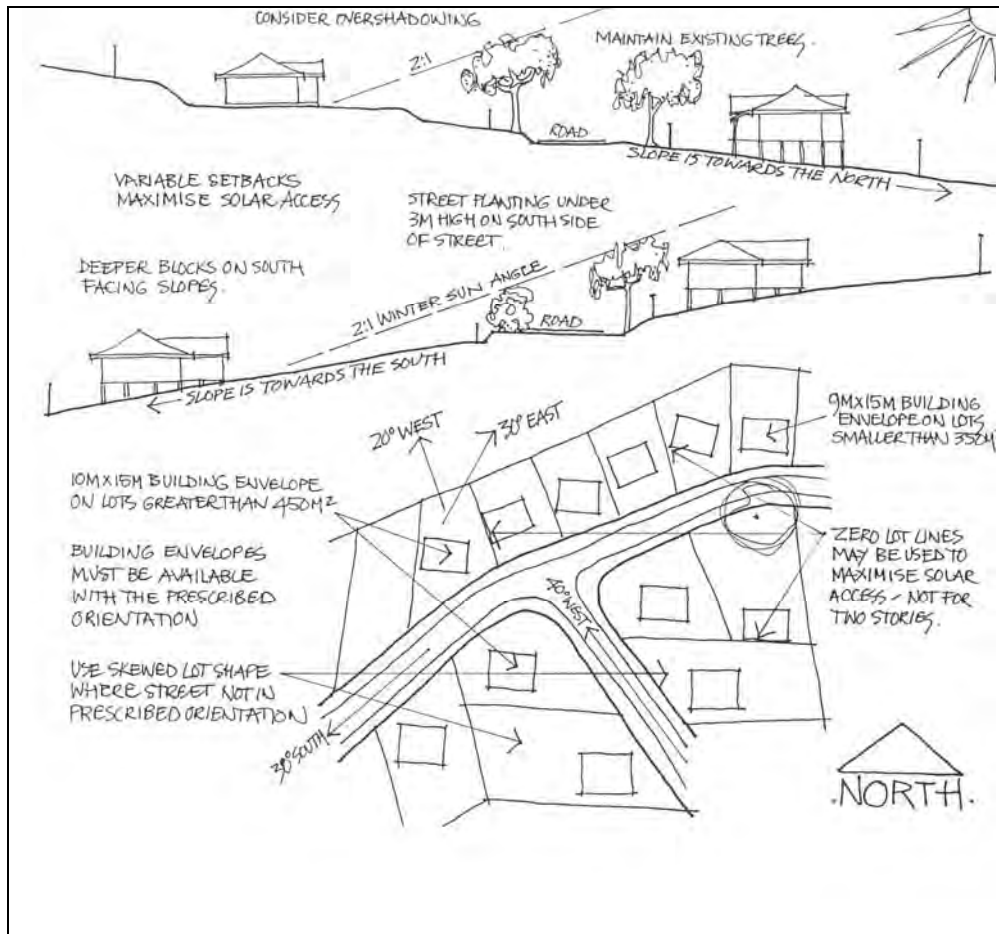 CONSIDER OVERSHADOWING
2:1
MAINTAIN EXISTING TREES.
ROAD
SLOPE IS TOWARDS THE NORTH
VARIABLE SETBACKS
MAXIMISE SOLAR ACCESS
STREET PLANTING UNDER
3M HIGH ON SOUTH SIDE
OF STREET.
DEEPER BLOCKS ON SOUTH
FACING SLOPES.
2:1 WINTER SUN ANGLE
ROAD
SLOPE IS TOWARDS THE SOUTH
20° WEST
30° EAST
9MX15M BUILDING
ENVELOPE ON LOTS
SMALLER THAN 350M
10MX15M BUILDING ENVELOPE
ON LOTS GREATER THAN 450M²
BUILDING ENVELOPES
MUST BE AVAILABLE
WITH THE PRESCRIBED
ORIENTATION
ZERO LOT LINES
MAY BE USED TO
MAXIMISE SOLAR
ACCESS - NOT FOR
TWO STORIES.
40° WEST
USE SKEWED LOT SHAPE
WHERE STREET NOT IN
PRESCRIBED ORIENTATION
30° SOUTH
.NORTH.